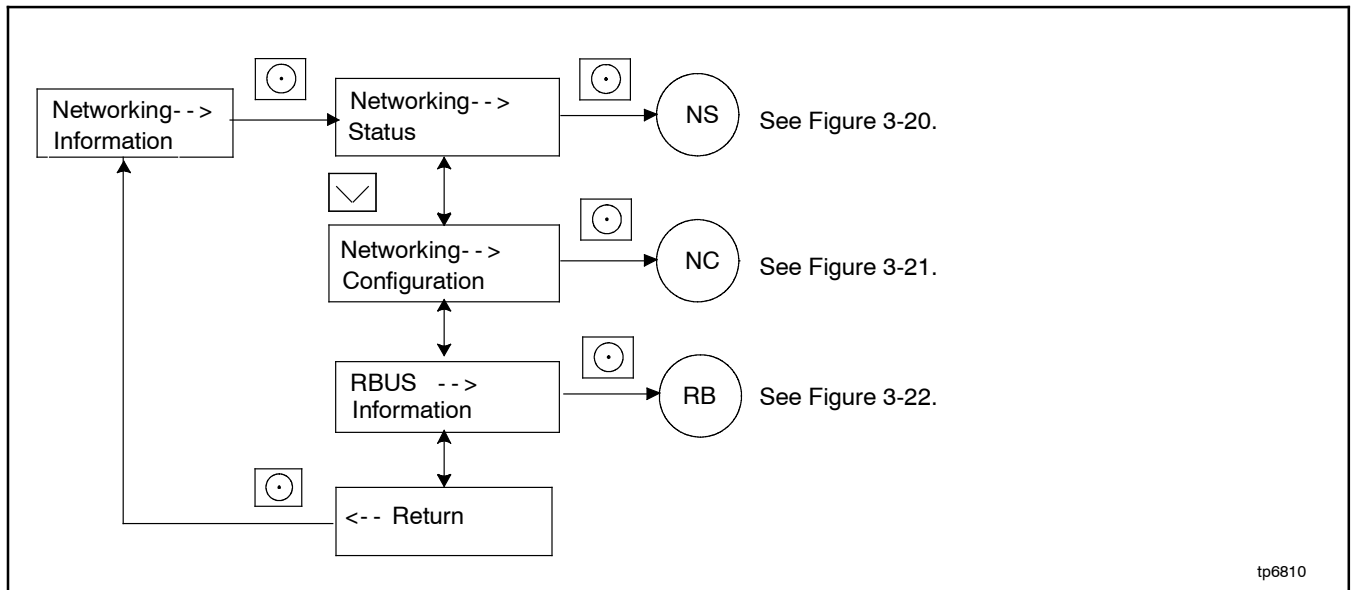 Networking- - >
Information
Networking- - >
Status
NS
See Figure 3-20.
Networking- - >
Configuration
NC
See Figure 3-21.
RBUS - - >
Information
RB
See Figure 3-22.
<- - Return
tp6810